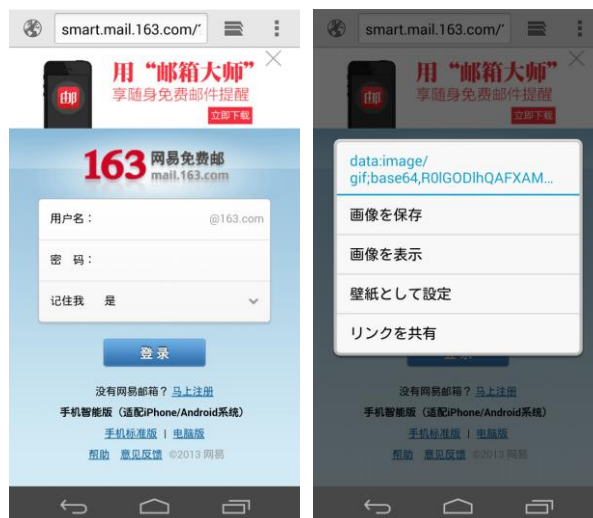 smart.mail.163.com/?
用“邮箱大师”
享随身免费邮件提醒
立即下载
163 网易免费邮
mail.163.com
用户名：
@163.com
密 码：
记住我 是
登 录
没有网易邮箱？马上注册
手机智能版（适配iPhone/Android系统）
手机标准版 | 电脑版
帮助 意见反馈 ©2013 网易
smart.mail.163.com/?
用“邮箱大师”
享随身免费邮件提醒
立即下载
data:image/
gif;base64,R0lGODlhQAFXAM...
画像を保存
画像を表示
壁紙として設定
リンクを共有
没有网易邮箱？马上注册
手机智能版（适配iPhone/Android系统）
手机标准版 | 电脑版
帮助 意见反馈 ©2013 网易